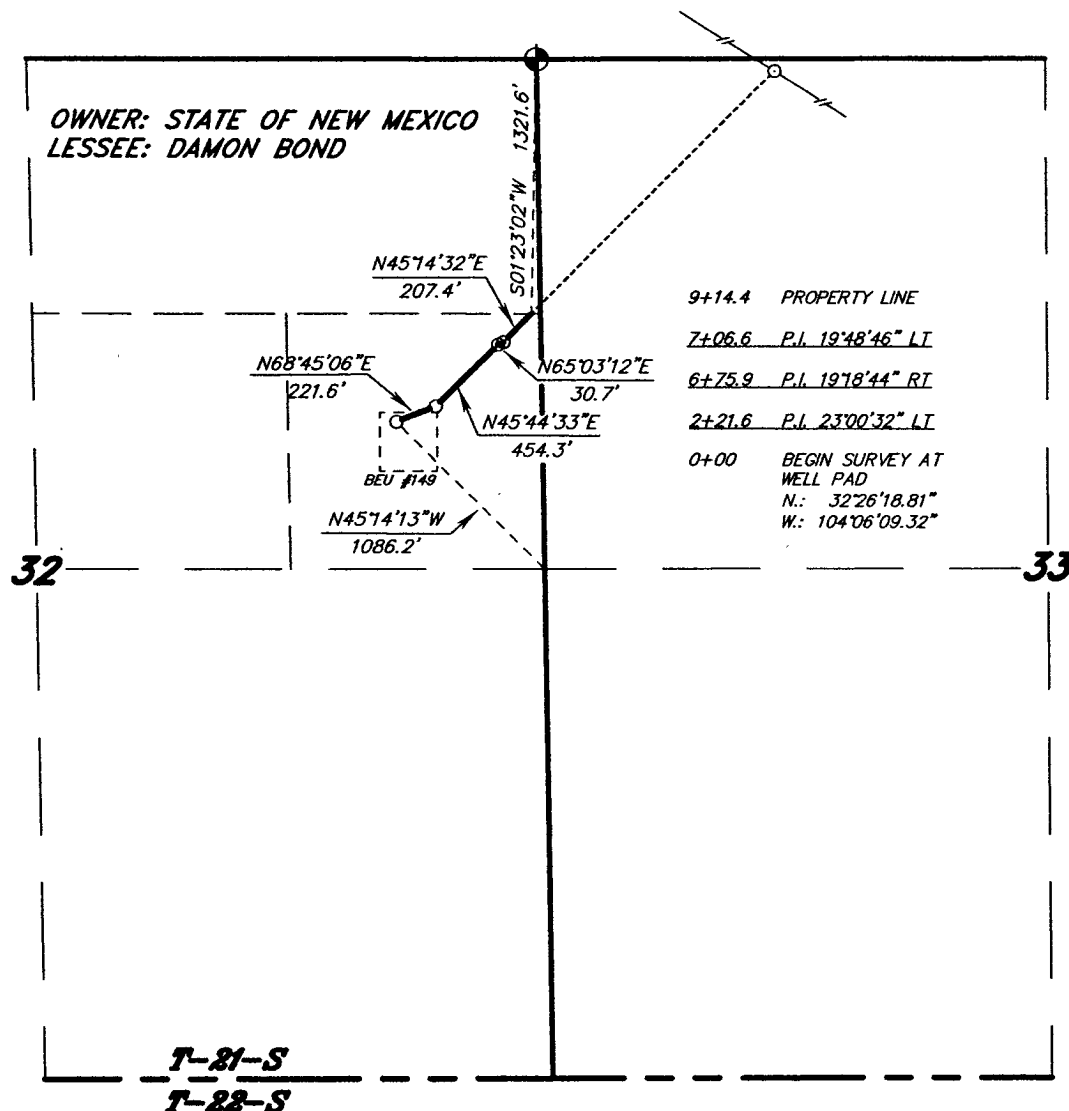 OWNER: STATE OF NEW MEXICO
LESSEE: DAMON BOND
S01°23'02"W 1321.6'
N45°14'32"E
207.4'
N68°45'06"E
221.6'
N65°03'12"E
30.7'
N45°44'33"E
454.3'
BEU #149
N45°14'13"W
1086.2'
9+14.4 PROPERTY LINE
7+06.6 P.I. 19°48'46" LT
6+75.9 P.I. 19°18'44" RT
2+21.6 P.I. 23°00'32" LT
0+00 BEGIN SURVEY AT
WELL PAD
N.: 32°26'18.81"
W.: 104°06'09.32"
32
33
T-21-S
T-22-S